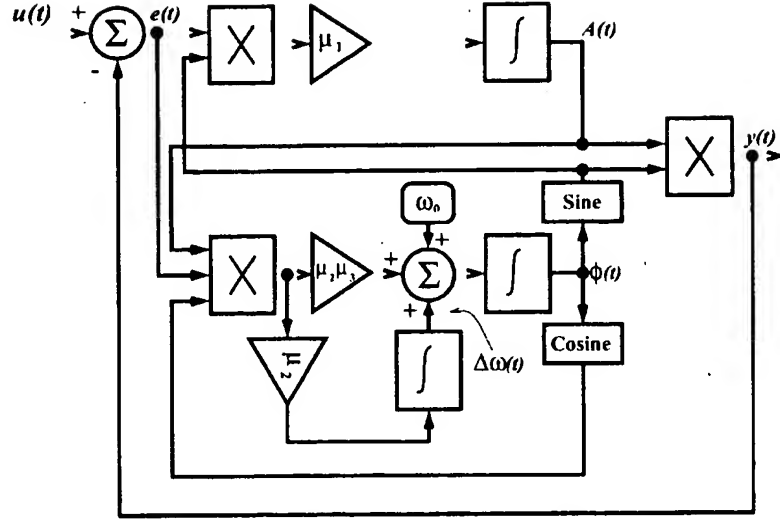 u(t)
+
Σ
-
e(t)
X
μ₁
∫
A(t)
X
y(t)
ω₀
+
Sine
X
μ₂μ₃
+
Σ
+
∫
ϕ(t)
μ₂
∫
Δω(t)
Cosine